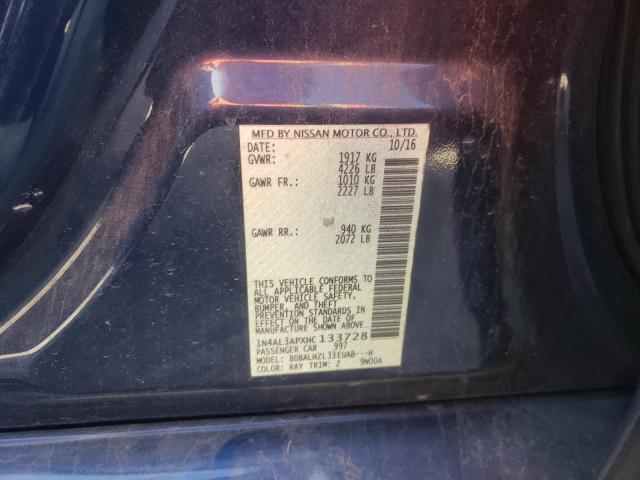 MFD BY NISSAN MOTOR CO., LTD.
DATE: 10/16
GVWR: 1917 KG
4226 LB
GAWR FR.: 1010 KG
2227 LB
GAWR RR.: 940 KG
2072 LB
THIS VEHICLE CONFORMS TO
ALL APPLICABLE FEDERAL
MOTOR VEHICLE SAFETY,
BUMPER, AND THEFT
PREVENTION STANDARDS IN
EFFECT ON THE DATE OF
MANUFACTURE SHOWN ABOVE.
1N4AL3APXHC133728
PASSENGER CAR 997
MODEL: BDBALHZL33EUAB---H
COLOR: RAY TRIM: Z 9N00A